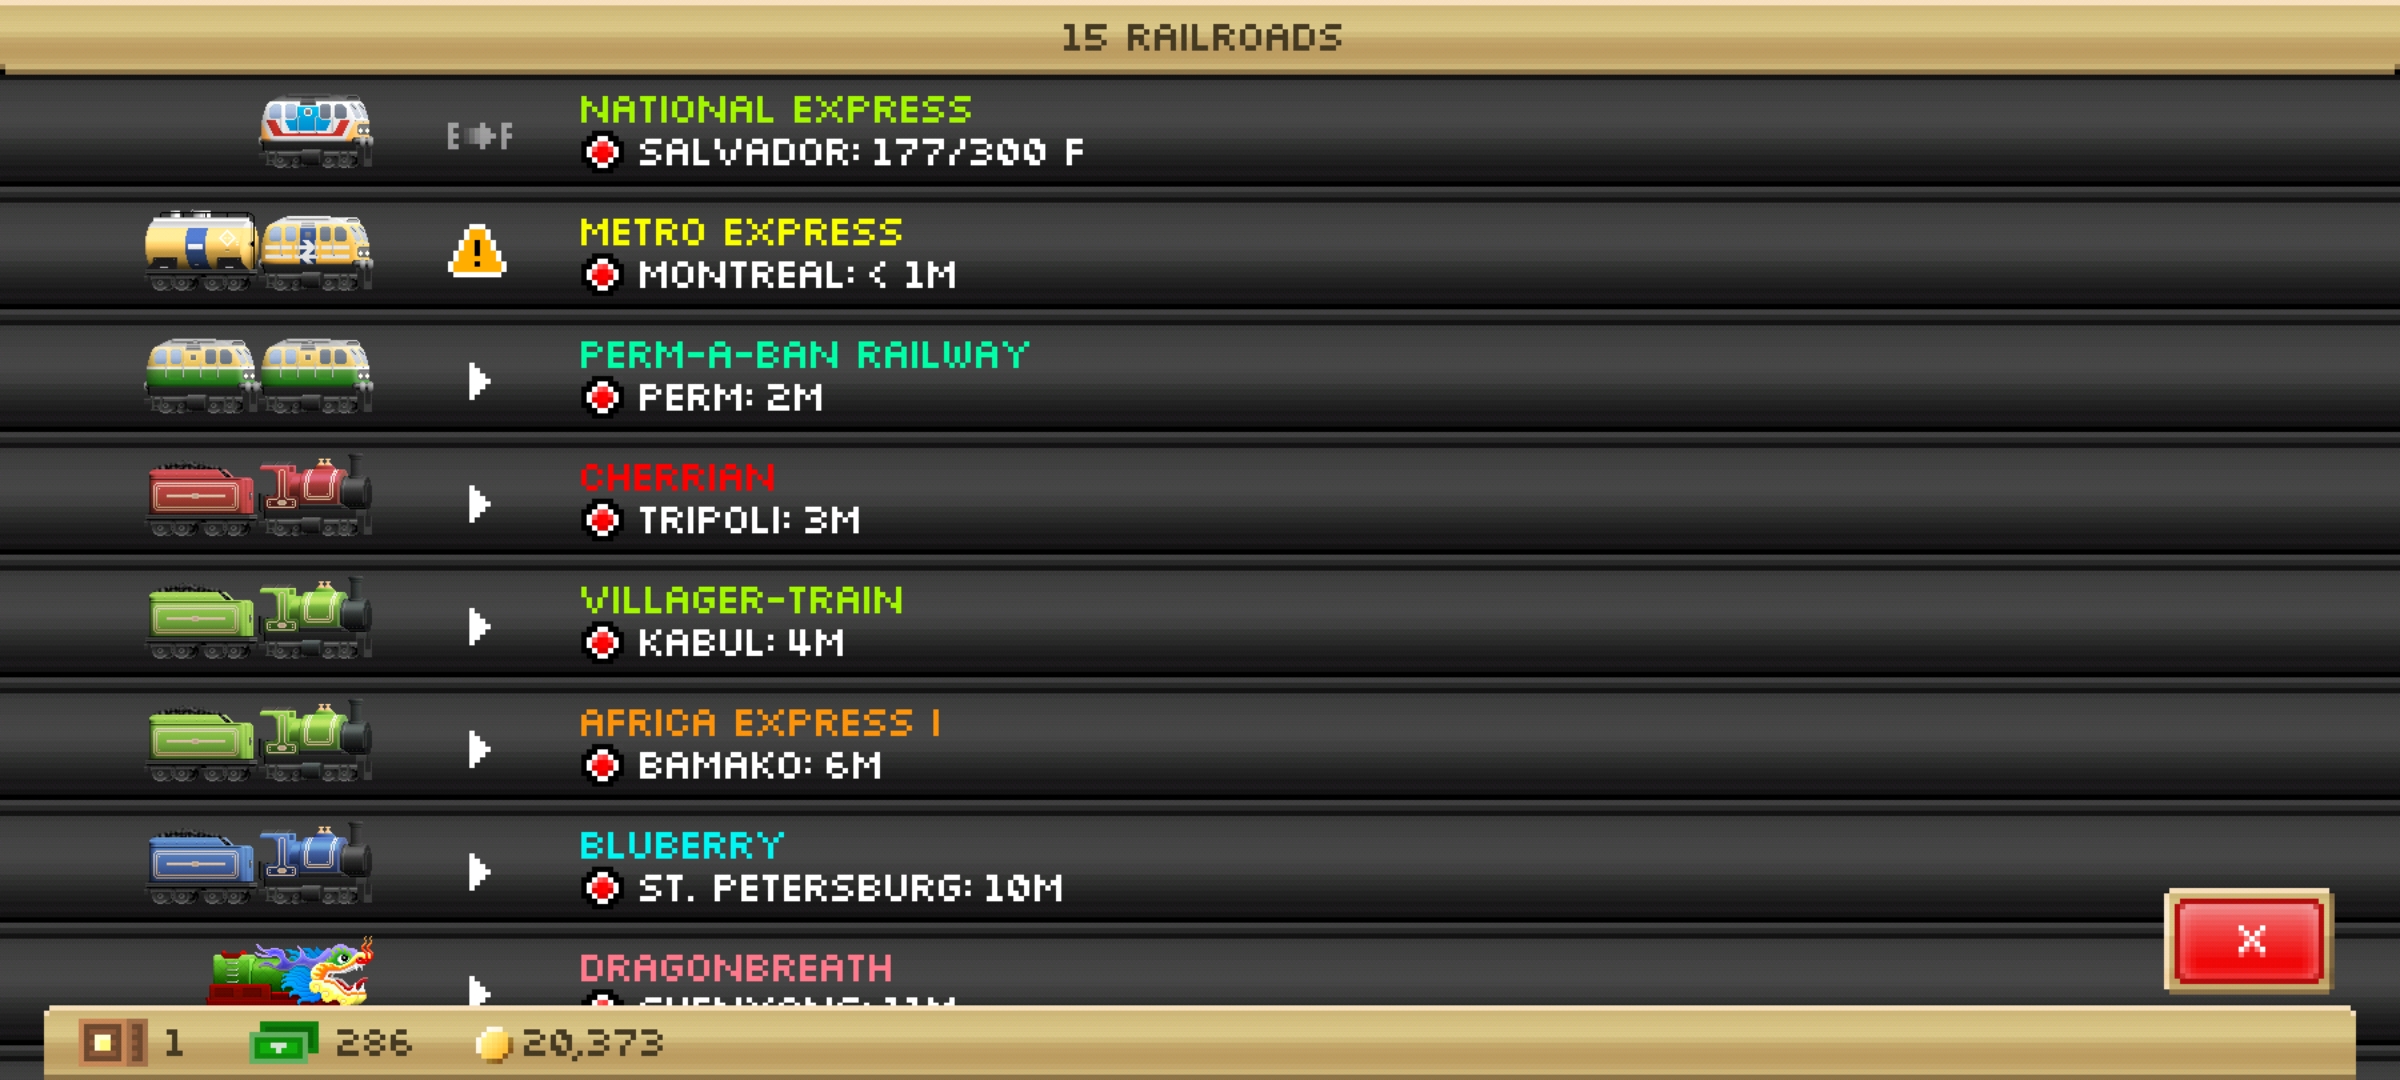 15 RAILROADS
E F
NATIONAL EXPRESS
SALVADOR: 177/300 F
METRO EXPRESS
MONTREAL: < 1M
PERM-A-BAN RAILWAY
PERM: 2M
CHERRIAN
TRIPOLI: 3M
VILLAGER-TRAIN
KABUL: 4M
AFRICA EXPRESS I
BAMAKO: 6M
BLUBERRY
ST. PETERSBURG: 10M
DRAGONBREATH
X
1 286 20,373